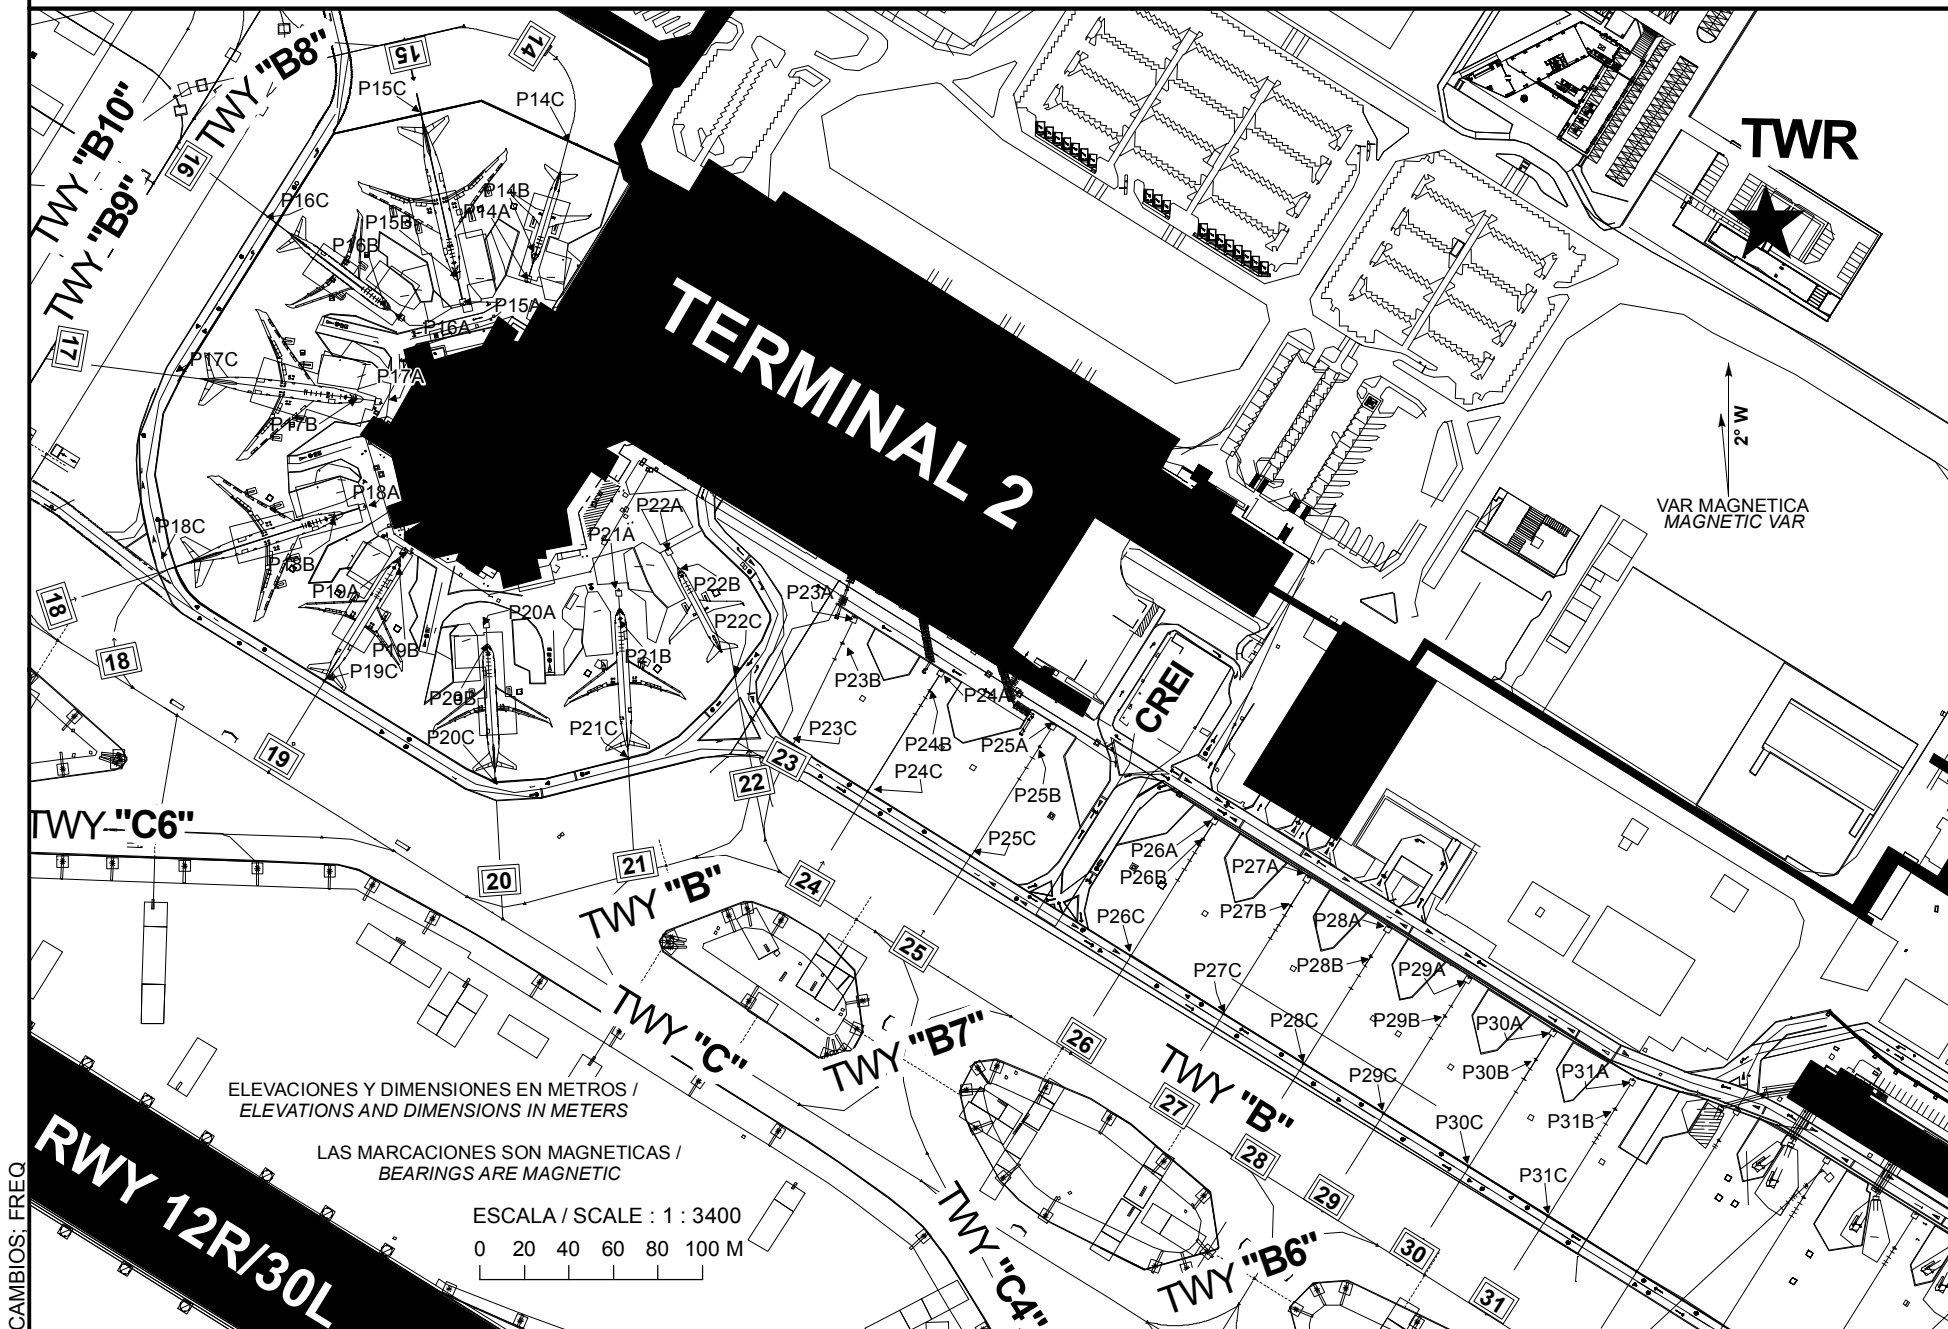 TWY "B8"
15
14
P15C
P14C
TWY "B10"
16
TWR
TWY "B9"
P14B
P16C
P14A
P15B
P16B
P15A
P16A
17
P17C
TERMINAL 2
P17A
P17B
2° W
P18A
VAR MAGNETICA
MAGNETIC VAR
P22A
P18C
P21A
P18B
P19A
P22B
P23A
18
P20A
P22C
18
P19B
P21B
P19C
P23B
CREI
P20B
P24A
P20C
P21C
P23C
P24B
P25A
19
23
22
P24C
P25B
TWY "C6"
P25C
P26A
21
P27A
20
24
P26B
TWY "B"
P26C
P27B
P28A
25
P27C
P28B
P29A
TWY "C"
P28C
P29B
P30A
26
TWY "B7"
P29C
P30B
P31A
ELEVACIONES Y DIMENSIONES EN METROS /
ELEVATIONS AND DIMENSIONS IN METERS
TWY "B"
27
P30C
P31B
LAS MARCACIONES SON MAGNETICAS /
BEARINGS ARE MAGNETIC
28
P31C
29
RWY 12R/30L
ESCALA / SCALE : 1 : 3400
0 20 40 60 80 100 M
TWY "C4"
TWY "B6"
30
31
CAMBIOS; FREQ